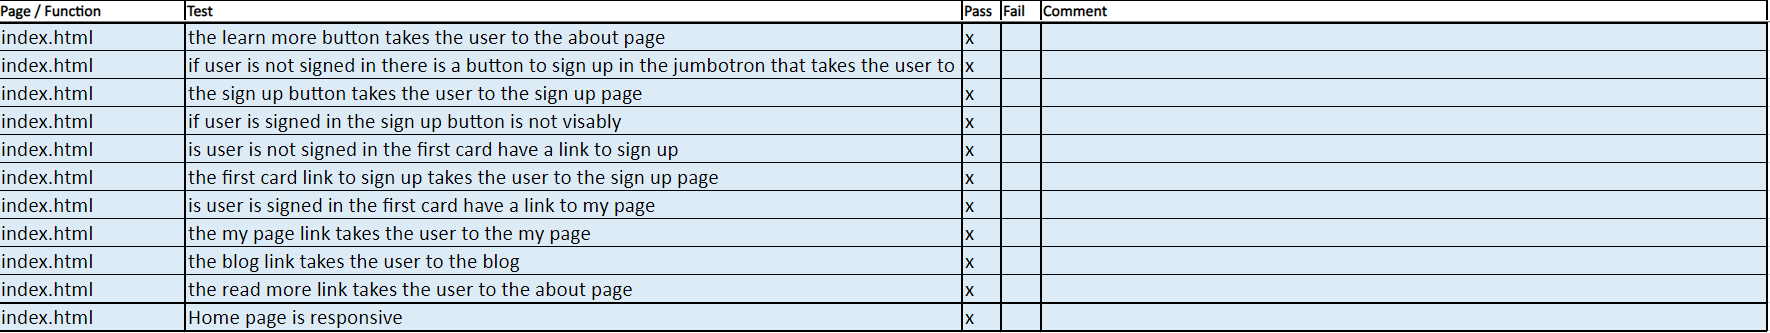 Page / Function Test Pass Fail Comment
index.html the learn more button takes the user to the about page x
index.html if user is not signed in there is a button to sign up in the jumbotron that takes the user to x
index.html the sign up button takes the user to the sign up page x
index.html if user is signed in the sign up button is not visably x
index.html is user is not signed in the first card have a link to sign up x
index.html the first card link to sign up takes the user to the sign up page x
index.html is user is signed in the first card have a link to my page x
index.html the my page link takes the user to the my page x
index.html the blog link takes the user to the blog x
index.html the read more link takes the user to the about page x
index.html Home page is responsive x